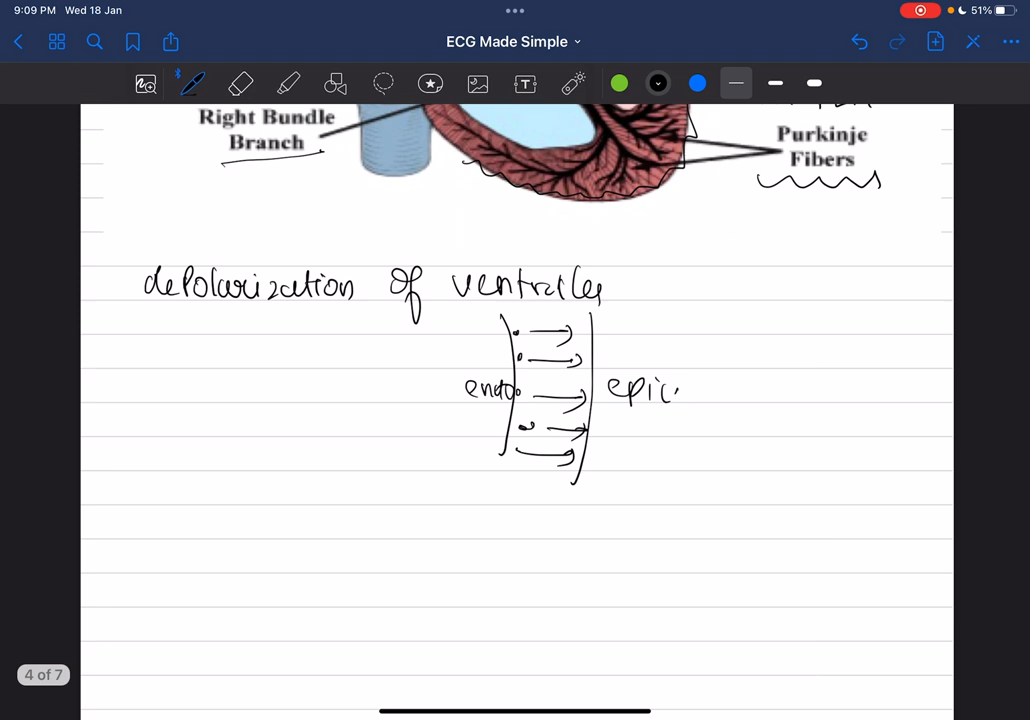 9:09 PM Wed 18 Jan
51%
ECG Made Simple
Right Bundle
Branch
Purkinje
Fibers
depolarization of ventricles
endo
epic
4 of 7